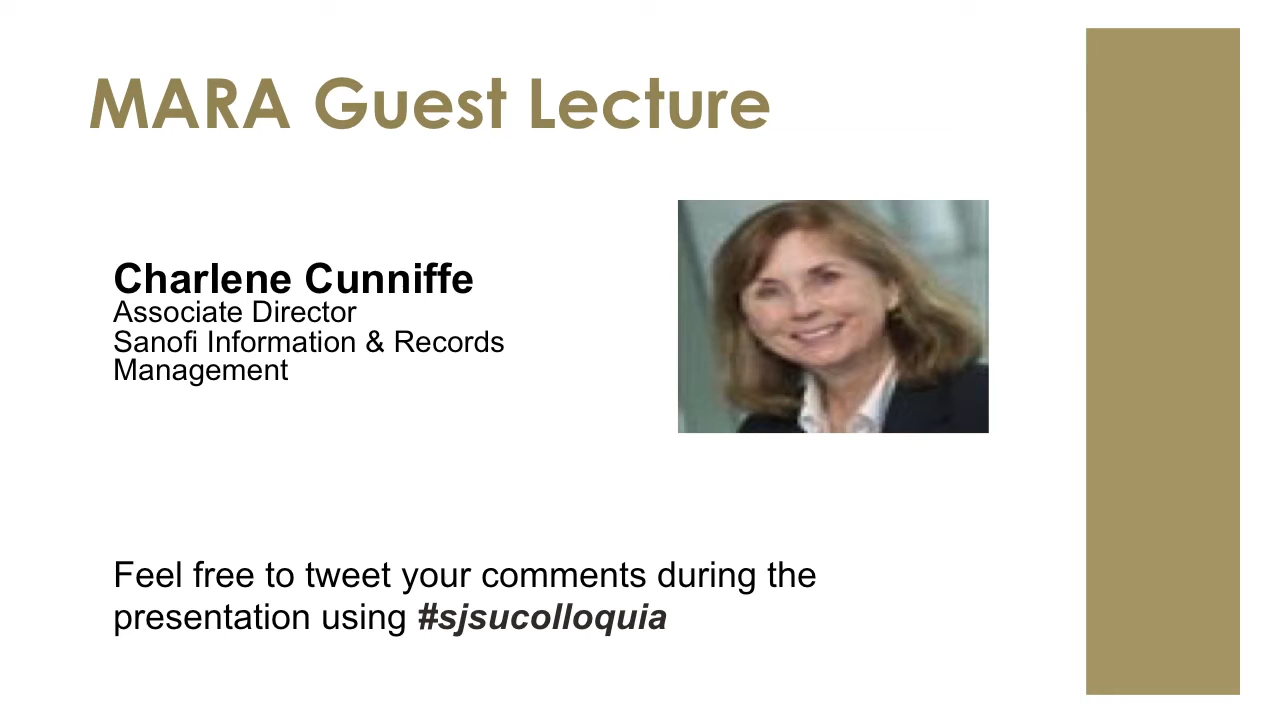 MARA Guest Lecture
Charlene Cunniffe
Associate Director
Sanofi Information & Records
Management
Feel free to tweet your comments during the
presentation using #sjsucolloquia